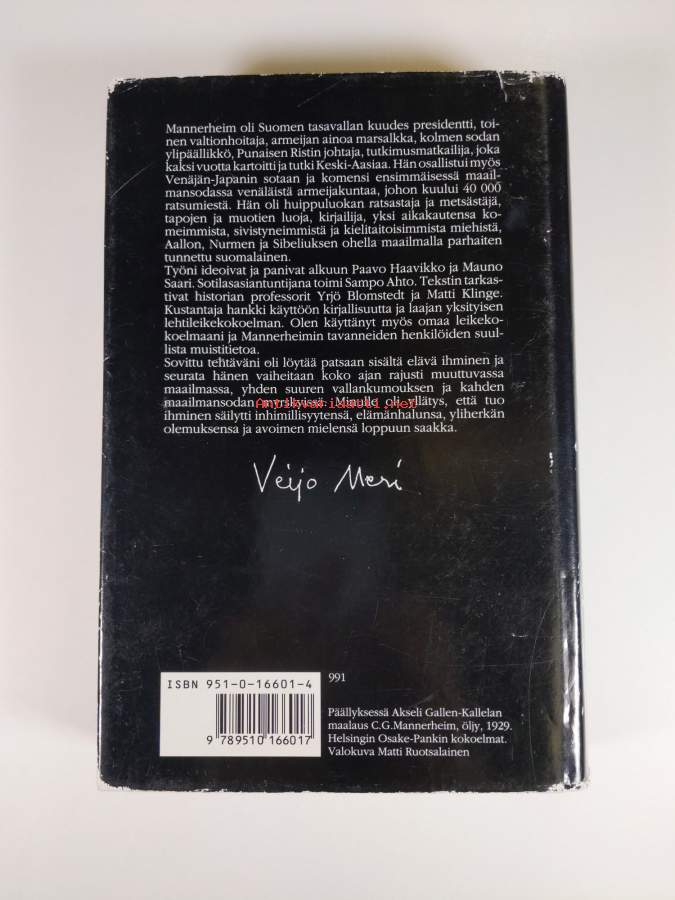 Mannerheim oli Suomen tasavallan kuudes presidentti, toi-
nen valtionhoitaja, armeijan ainoa marsalkka, kolmen sodan
ylipäällikkö, Punaisen Ristin johtaja, tutkimusmatkailija, joka
kaksi vuotta kartoitti ja tutki Keski-Aasiaa. Hän osallistui myös
Venäjän-Japanin sotaan ja komensi ensimmäisessä maail-
mansodassa venäläistä armeijakuntaa, johon kuului 40 000
ratsumiestä. Hän oli huippuluokan ratsastaja ja metsästäjä,
tapojen ja muotien luoja, kirjailija, yksi aikakautensa ko-
meimmista, sivistyneimmistä ja kielitaitoisimmista miehistä,
Aallon, Nurmen ja Sibeliuksen ohella maailmalla parhaiten
tunnettu suomalainen.
Työni ideoivat ja panivat alkuun Paavo Haavikko ja Mauno
Saari. Sotilasasiantuntijana toimi Sampo Ahto. Tekstin tarkas-
tivat historian professorit Yrjö Blomstedt ja Matti Klinge.
Kustantaja hankki käyttöön kirjallisuutta ja laajan yksityisen
lehtileikekokoelman. Olen käyttänyt myös omaa leikeko-
koelmaani ja Mannerheimin tavanneiden henkilöiden suul-
lista muistitietoa.
Sovittu tehtäväni oli löytää patsaan sisältä elävä ihminen ja
seurata hänen vaiheitaan koko ajan rajusti muuttuvassa
maailmassa, yhden suuren vallankumouksen ja kahden
maailmansodan myrskyissä. Minulle oli yllätys, että tuo
Antikvariaatti.net
ihminen säilytti inhimillisyytensä, elämänhalunsa, yliherkän
olemuksensa ja avoimen mielensä loppuun saakka.
Veijo Meri
ISBN 951-0-16601-4
991
9 789510 166017
Päällyksessä Akseli Gallen-Kallelan
maalaus C.G.Mannerheim, öljy, 1929.
Helsingin Osake-Pankin kokoelmat.
Valokuva Matti Ruotsalainen